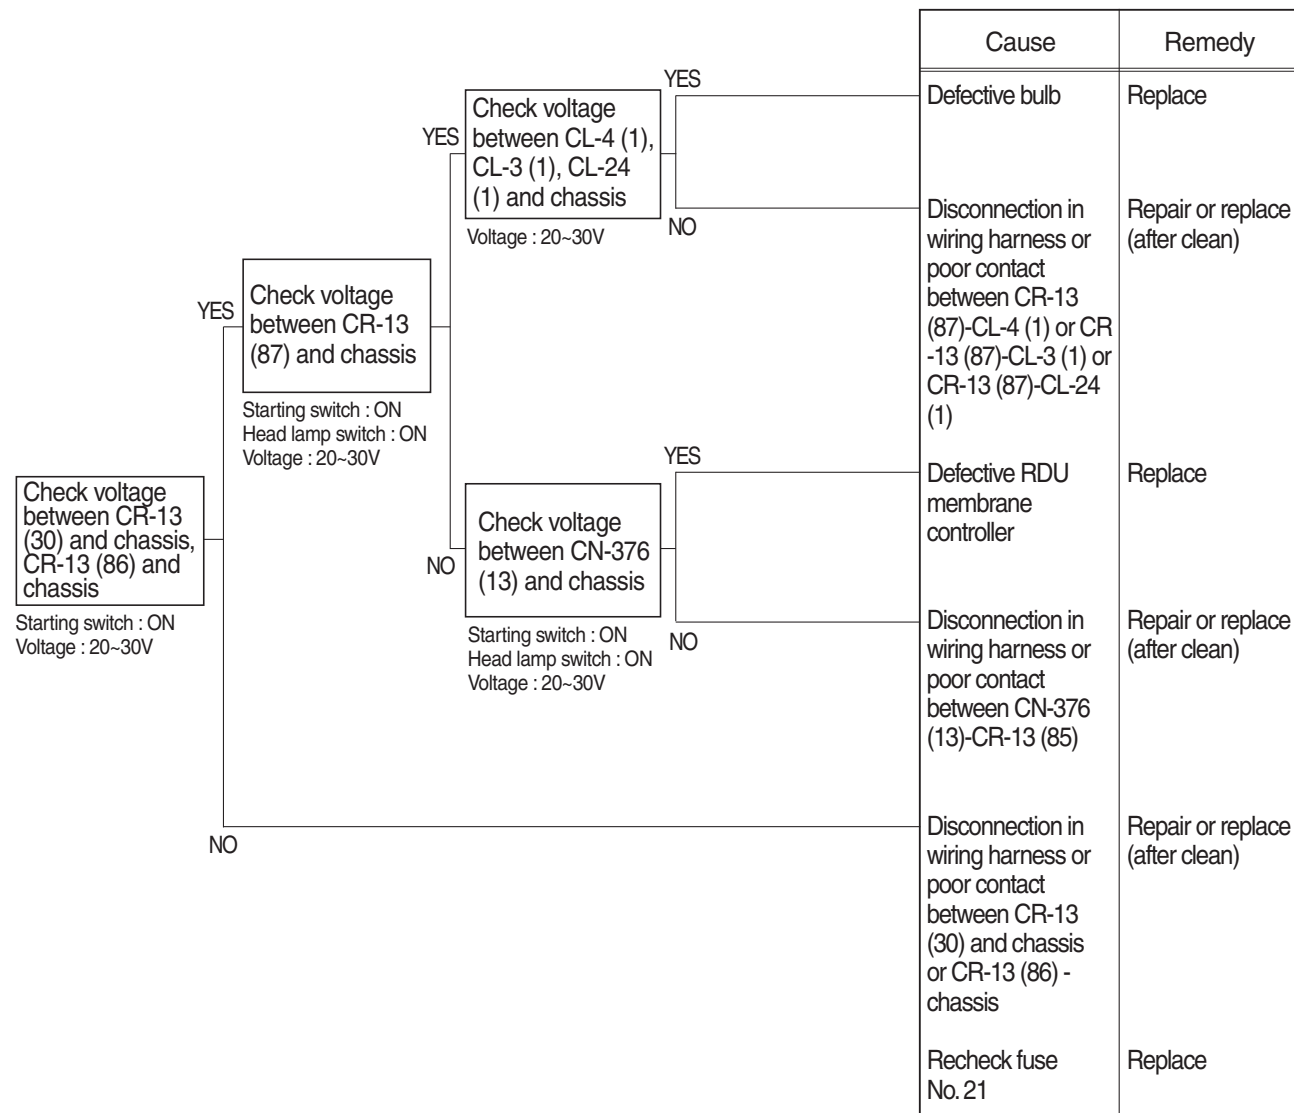 Cause
Remedy
YES
Defective bulb
Replace
YES
Check voltage
between CL-4 (1),
CL-3 (1), CL-24
(1) and chassis
Voltage : 20~30V
NO
Disconnection in
wiring harness or
poor contact
between CR-13
(87)-CL-4 (1) or CR
-13 (87)-CL-3 (1) or
CR-13 (87)-CL-24
(1)
Repair or replace
(after clean)
YES
Check voltage
between CR-13
(87) and chassis
Starting switch : ON
Head lamp switch : ON
Voltage : 20~30V
YES
Defective RDU
membrane
controller
Replace
Check voltage
between CR-13
(30) and chassis,
CR-13 (86) and
chassis
Starting switch : ON
Voltage : 20~30V
NO
Check voltage
between CN-376
(13) and chassis
Starting switch : ON
Head lamp switch : ON
Voltage : 20~30V
NO
Disconnection in
wiring harness or
poor contact
between CN-376
(13)-CR-13 (85)
Repair or replace
(after clean)
NO
Disconnection in
wiring harness or
poor contact
between CR-13
(30) and chassis
or CR-13 (86) -
chassis
Repair or replace
(after clean)
Recheck fuse
No. 21
Replace